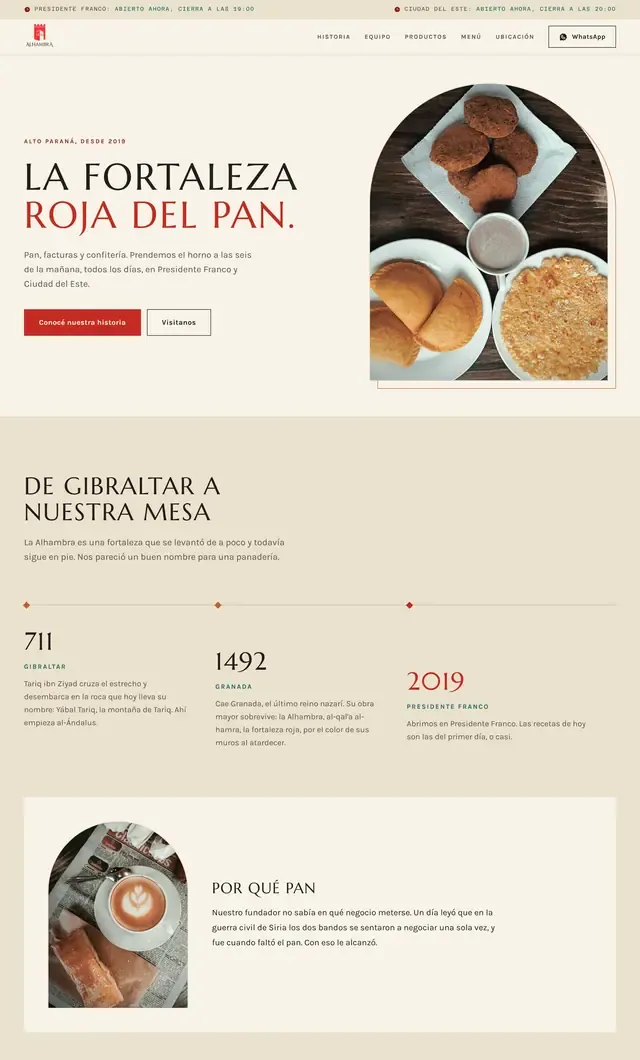 PRESIDENTE FRANCO: ABIERTO AHORA, CIERRA A LAS 19:00
CIUDAD DEL ESTE: ABIERTO AHORA, CIERRA A LAS 20:00
ALHAMBRA
HISTORIA
EQUIPO
PRODUCTOS
MENÚ
UBICACIÓN
WhatsApp
ALTO PARANÁ, DESDE 2019
LA FORTALEZA
ROJA DEL PAN.
Pan, facturas y confitería. Prendemos el horno a las seis
de la mañana, todos los días, en Presidente Franco y
Ciudad del Este.
Conocé nuestra historia
Visitanos
DE GIBRALTAR A
NUESTRA MESA
La Alhambra es una fortaleza que se levantó de a poco y todavía
sigue en pie. Nos pareció un buen nombre para una panadería.
711
GIBRALTAR
Tariq ibn Ziyad cruza el estrecho y
desembarca en la roca que hoy lleva su
nombre: Yábal Tariq, la montaña de Tariq. Ahí
empieza al-Ándalus.
1492
GRANADA
Cae Granada, el último reino nazarí. Su obra
mayor sobrevive: la Alhambra, al-qal'a al-
hamra, la fortaleza roja, por el color de sus
muros al atardecer.
2019
PRESIDENTE FRANCO
Abrimos en Presidente Franco. Las recetas de hoy
son las del primer día, o casi.
POR QUÉ PAN
Nuestro fundador no sabía en qué negocio meterse. Un día leyó que en la
guerra civil de Siria los dos bandos se sentaron a negociar una sola vez, y
fue cuando faltó el pan. Con eso le alcanzó.